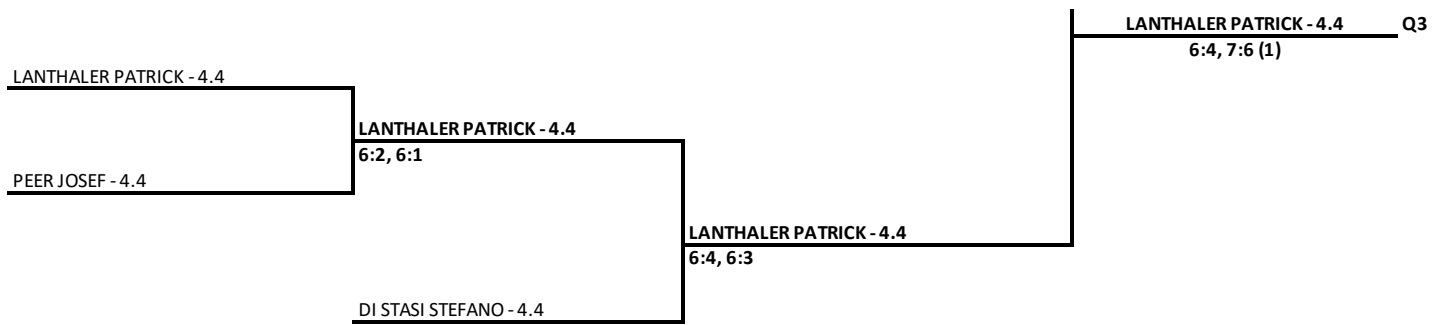 LANTHALER PATRICK - 4.4 Q3
6:4, 7:6 (1)
LANTHALER PATRICK - 4.4
LANTHALER PATRICK - 4.4
6:2, 6:1
PEER JOSEF - 4.4
LANTHALER PATRICK - 4.4
6:4, 6:3
DI STASI STEFANO - 4.4